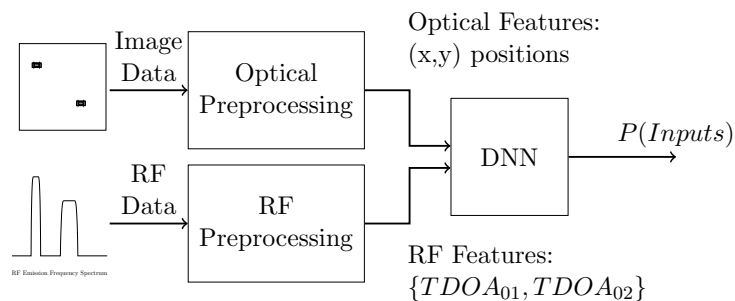 Image
Data
Optical
Preprocessing
Optical Features:
(x,y) positions
DNN
P(Inputs)
RF
Data
RF
Preprocessing
RF Features:
{TDOA₀₁, TDOA₀₂}
RF Emission Frequency Spectrum